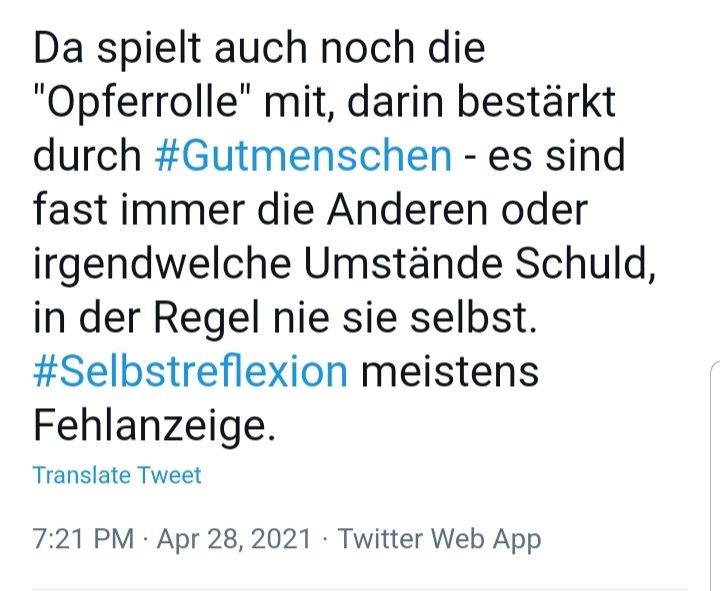 Da spielt auch noch die
"Opferrolle" mit, darin bestärkt
durch #Gutmenschen - es sind
fast immer die Anderen oder
irgendwelche Umstände Schuld,
in der Regel nie sie selbst.
#Selbstreflexion meistens
Fehlanzeige.
Translate Tweet
7:21 PM · Apr 28, 2021 · Twitter Web App